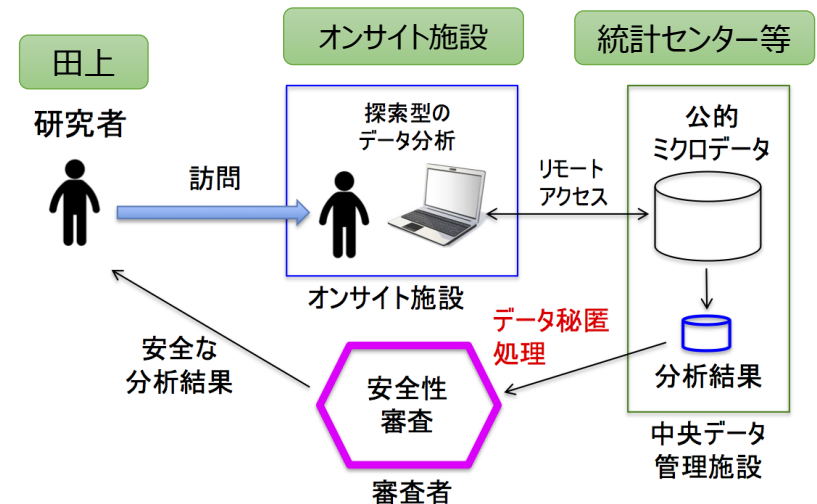 田上
オンサイト施設
統計センター等
研究者
訪問
探索型の
データ分析
リモート
アクセス
公的
ミクロデータ
オンサイト施設
データ秘匿
処理
分析結果
安全な
分析結果
安全性
審査
審査者
中央データ
管理施設